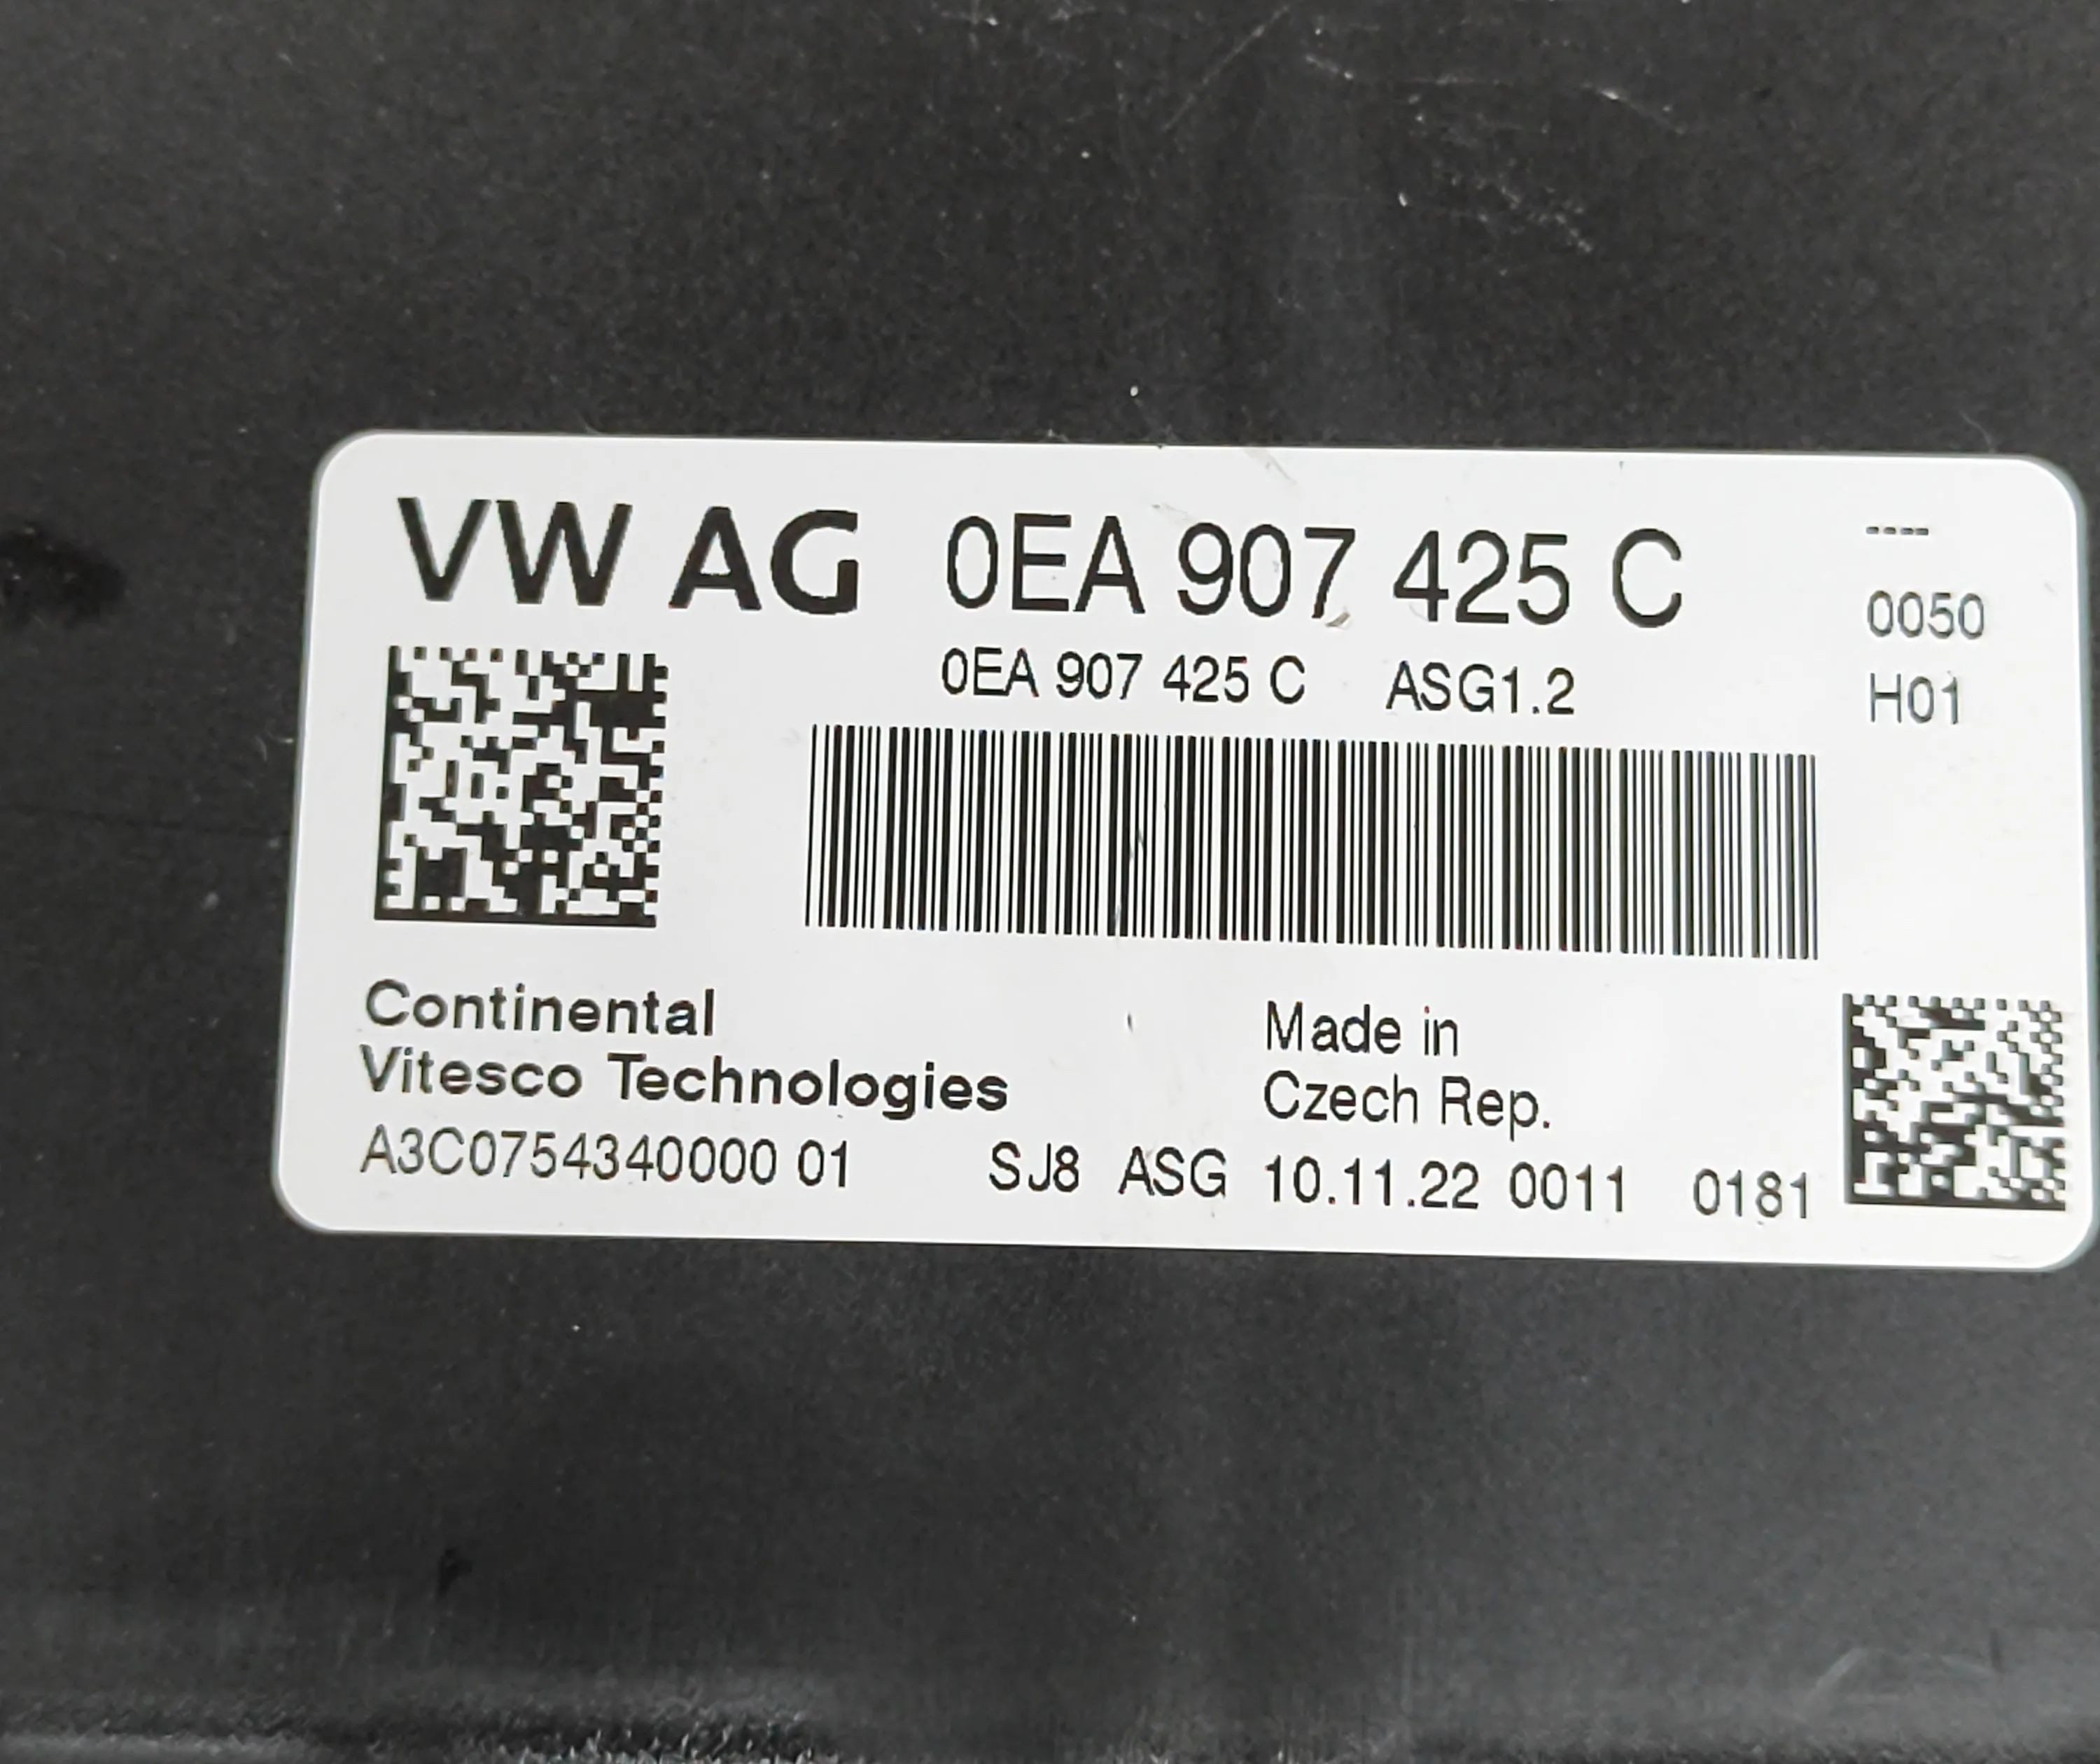 VW AG 0EA 907 425 C ----
0EA 907 425 C ASG1.2 0050
H01
Continental
Vitesco Technologies
Made in
Czech Rep.
A3C0754340000 01 SJ8 ASG 10.11.22 0011 0181